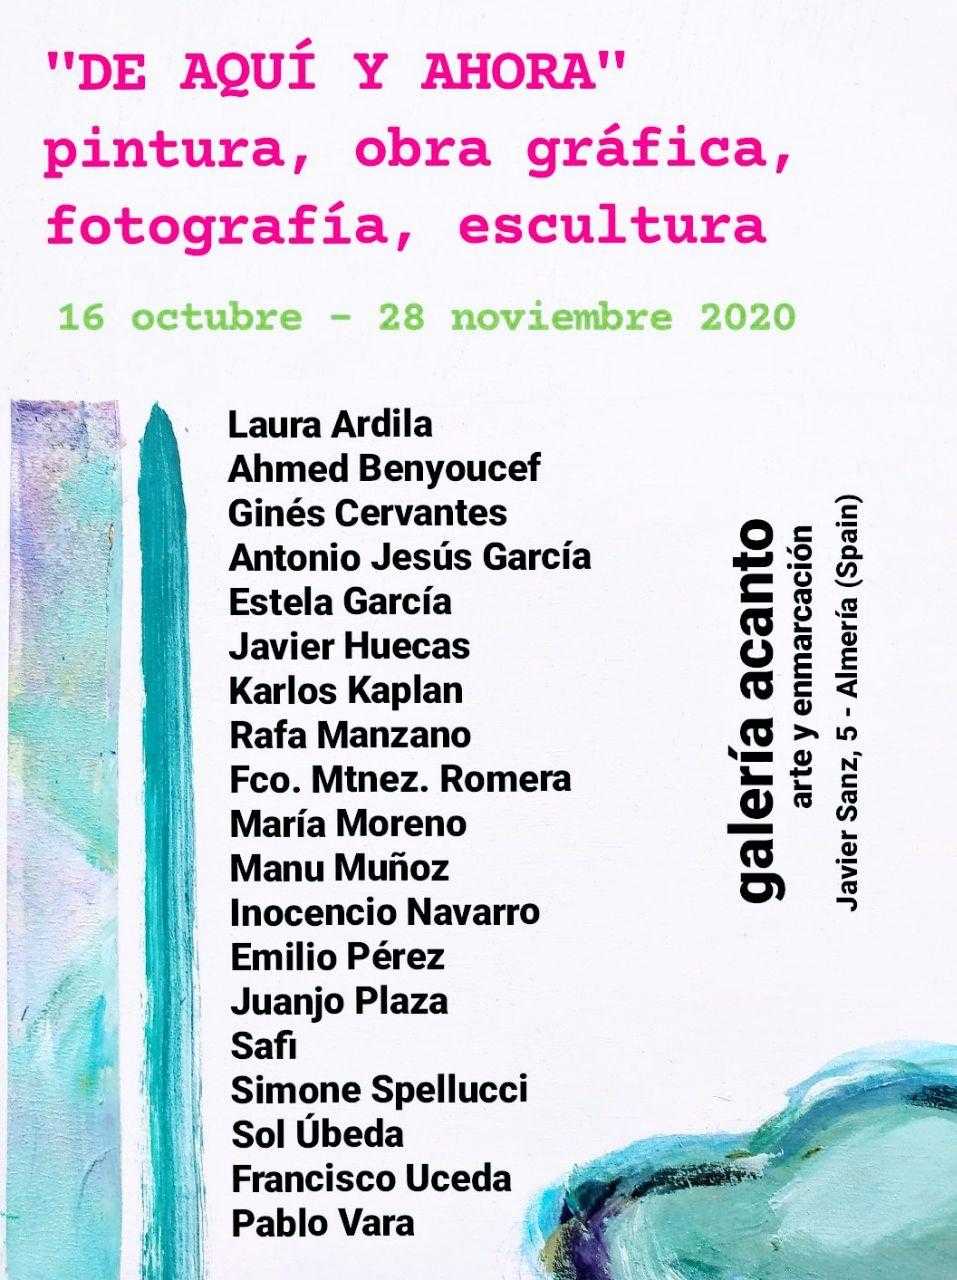 "DE AQUÍ Y AHORA"
pintura, obra gráfica,
fotografía, escultura
16 octubre - 28 noviembre 2020
Laura Ardila
Ahmed Benyoucef
Ginés Cervantes
Antonio Jesús García
Estela García
Javier Huecas
Karlos Kaplan
Rafa Manzano
Fco. Mtnez. Romera
María Moreno
Manu Muñoz
Inocencio Navarro
Emilio Pérez
Juanjo Plaza
Safi
Simone Spellucci
Sol Úbeda
Francisco Uceda
Pablo Vara
galería acanto
arte y enmarcación
Javier Sanz, 5 - Almería (Spain)